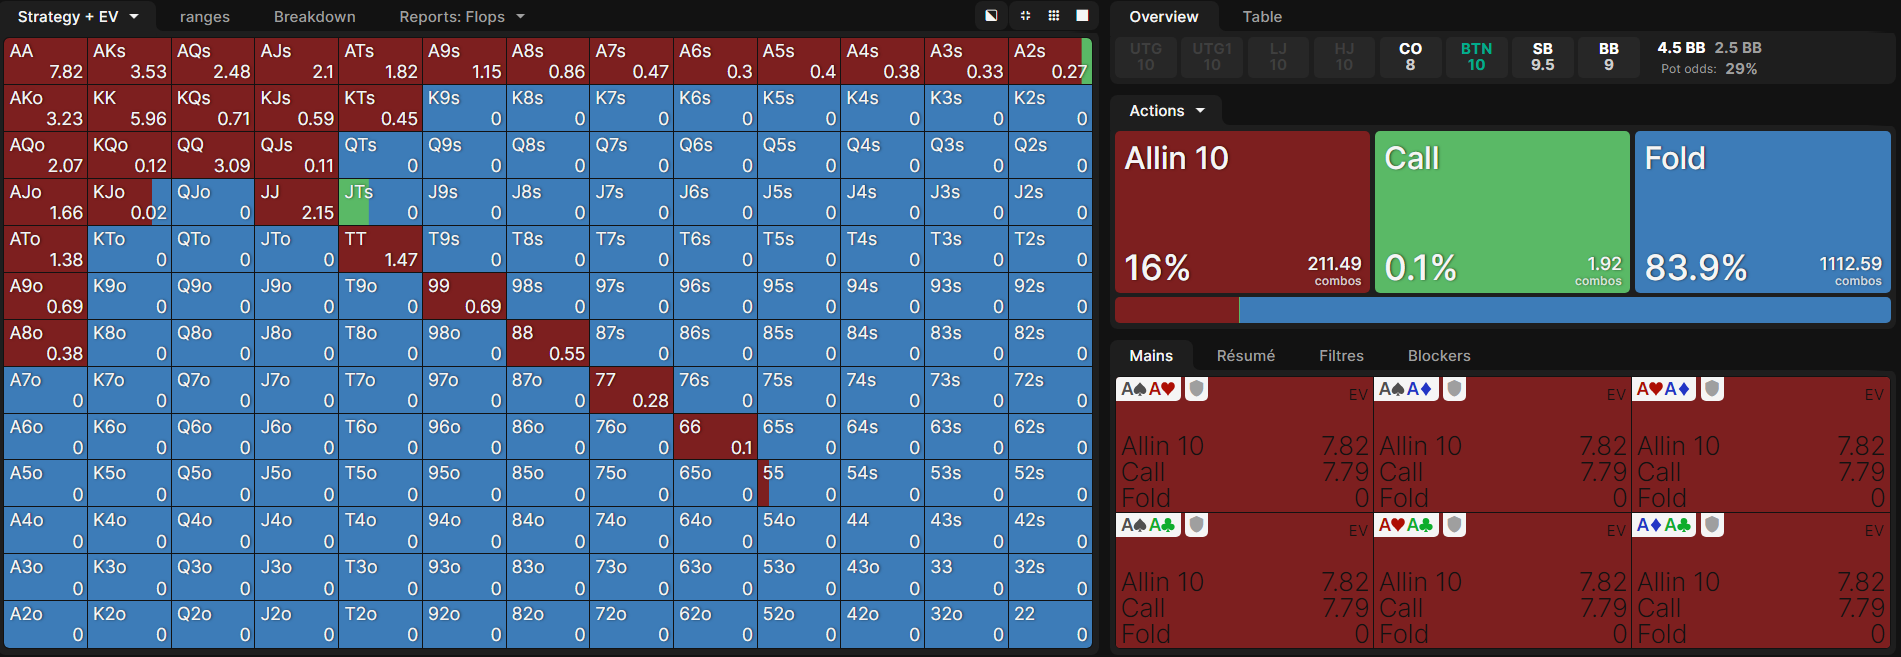 Strategy + EV ranges Breakdown Reports: Flops
AA 7.82 AKs 3.53 AQs 2.48 AJs 2.1 ATs 1.82 A9s 1.15 A8s 0.86 A7s 0.47 A6s 0.3 A5s 0.4 A4s 0.38 A3s 0.33 A2s 0.27
AKo 3.23 KK 5.96 KQs 0.71 KJs 0.59 KTs 0.45 K9s 0 K8s 0 K7s 0 K6s 0 K5s 0 K4s 0 K3s 0 K2s 0
AQo 2.07 KQo 0.12 QQ 3.09 QJs 0.11 QTs 0 Q9s 0 Q8s 0 Q7s 0 Q6s 0 Q5s 0 Q4s 0 Q3s 0 Q2s 0
AJo 1.66 KJo 0.02 QJo 0 JJ 2.15 JTs 0 J9s 0 J8s 0 J7s 0 J6s 0 J5s 0 J4s 0 J3s 0 J2s 0
ATo 1.38 KTo 0 QTo 0 JTo 0 TT 1.47 T9s 0 T8s 0 T7s 0 T6s 0 T5s 0 T4s 0 T3s 0 T2s 0
A9o 0.69 K9o 0 Q9o 0 J9o 0 T9o 0 99 0.69 98s 0 97s 0 96s 0 95s 0 94s 0 93s 0 92s 0
A8o 0.38 K8o 0 Q8o 0 J8o 0 T8o 0 98o 0 88 0.55 87s 0 86s 0 85s 0 84s 0 83s 0 82s 0
A7o 0 K7o 0 Q7o 0 J7o 0 T7o 0 97o 0 87o 0 77 0.28 76s 0 75s 0 74s 0 73s 0 72s 0
A6o 0 K6o 0 Q6o 0 J6o 0 T6o 0 96o 0 86o 0 76o 0 66 0.1 65s 0 64s 0 63s 0 62s 0
A5o 0 K5o 0 Q5o 0 J5o 0 T5o 0 95o 0 85o 0 75o 0 65o 0 55 0 54s 0 53s 0 52s 0
A4o 0 K4o 0 Q4o 0 J4o 0 T4o 0 94o 0 84o 0 74o 0 64o 0 54o 0 44 0 43s 0 42s 0
A3o 0 K3o 0 Q3o 0 J3o 0 T3o 0 93o 0 83o 0 73o 0 63o 0 53o 0 43o 0 33 0 32s 0
A2o 0 K2o 0 Q2o 0 J2o 0 T2o 0 92o 0 82o 0 72o 0 62o 0 52o 0 42o 0 32o 0 22 0
Overview Table
UTG UTG1 LJ HJ CO BTN SB BB 4.5 BB 2.5 BB
10 10 10 10 8 10 9.5 9 Pot odds: 29%
Actions
Allin 10 Call Fold
16% 211.49 combos 0.1% 1.92 combos 83.9% 1112.59 combos
Mains Résumé Filtres Blockers
A♠A♥ EV A♠A♦ EV A♥A♦ EV
Allin 10 7.82 Allin 10 7.82 Allin 10 7.82
Call 7.79 Call 7.79 Call 7.79
Fold 0 Fold 0 Fold 0
A♠A♣ EV A♥A♣ EV A♦A♣ EV
Allin 10 7.82 Allin 10 7.82 Allin 10 7.82
Call 7.79 Call 7.79 Call 7.79
Fold 0 Fold 0 Fold 0